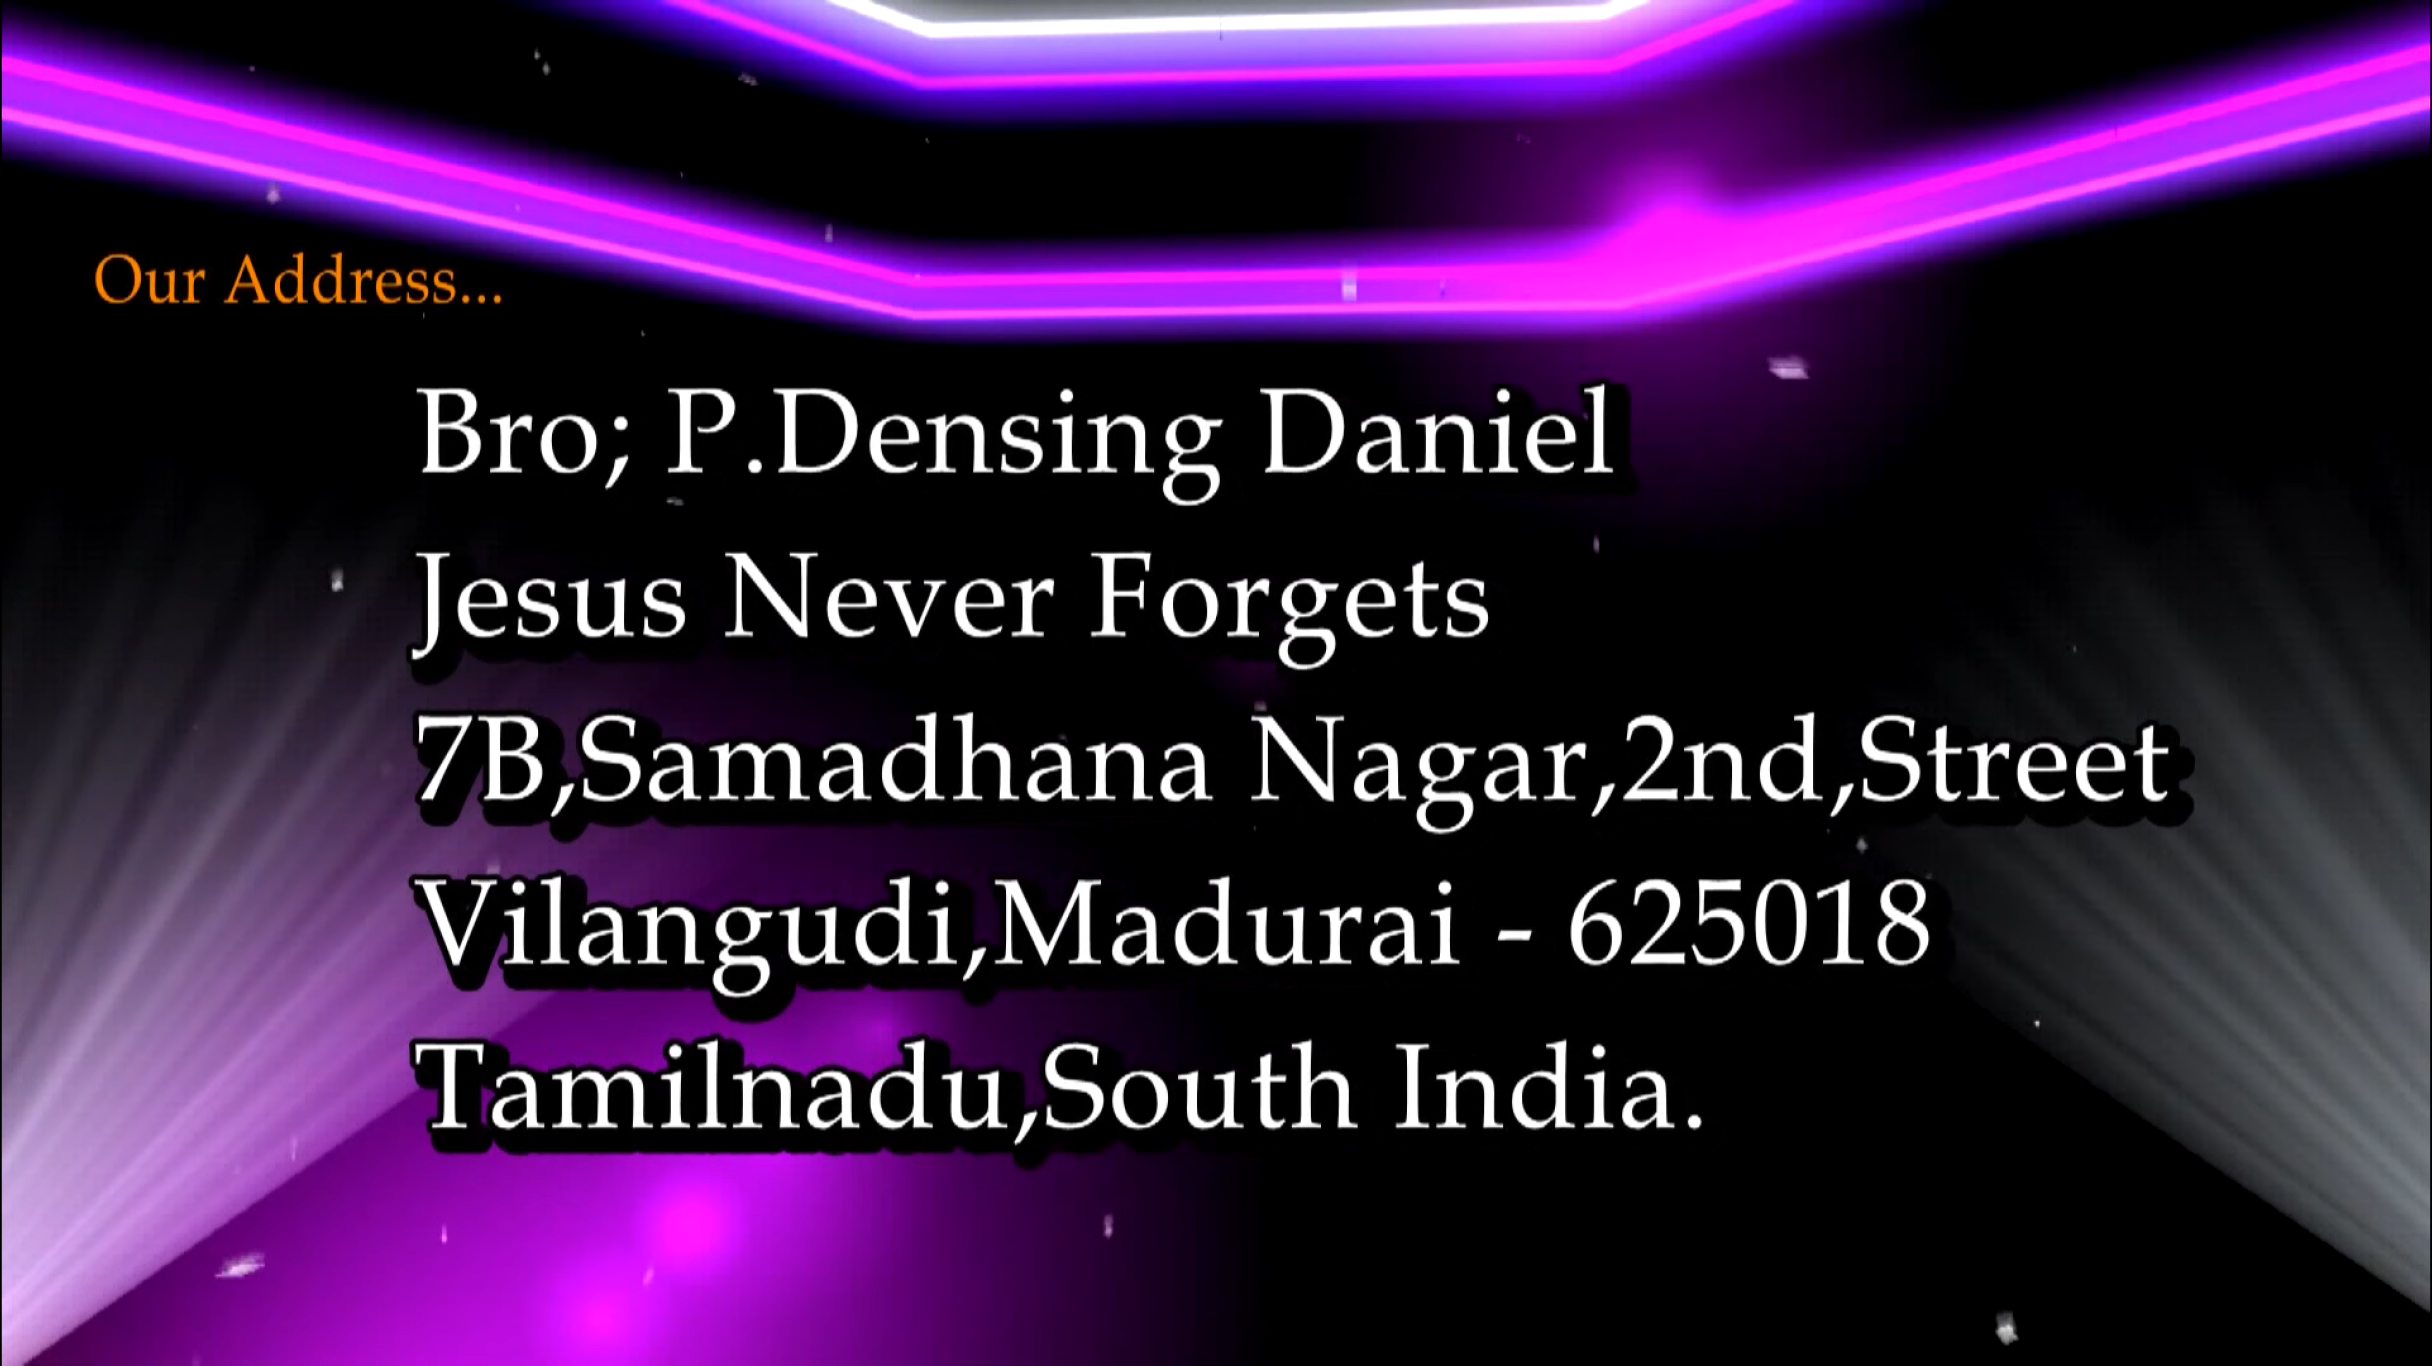 Our Address...
Bro; P.Densing Daniel
Jesus Never Forgets
7B,Samadhana Nagar,2nd,Street
Vilangudi,Madurai - 625018
Tamilnadu,South India.